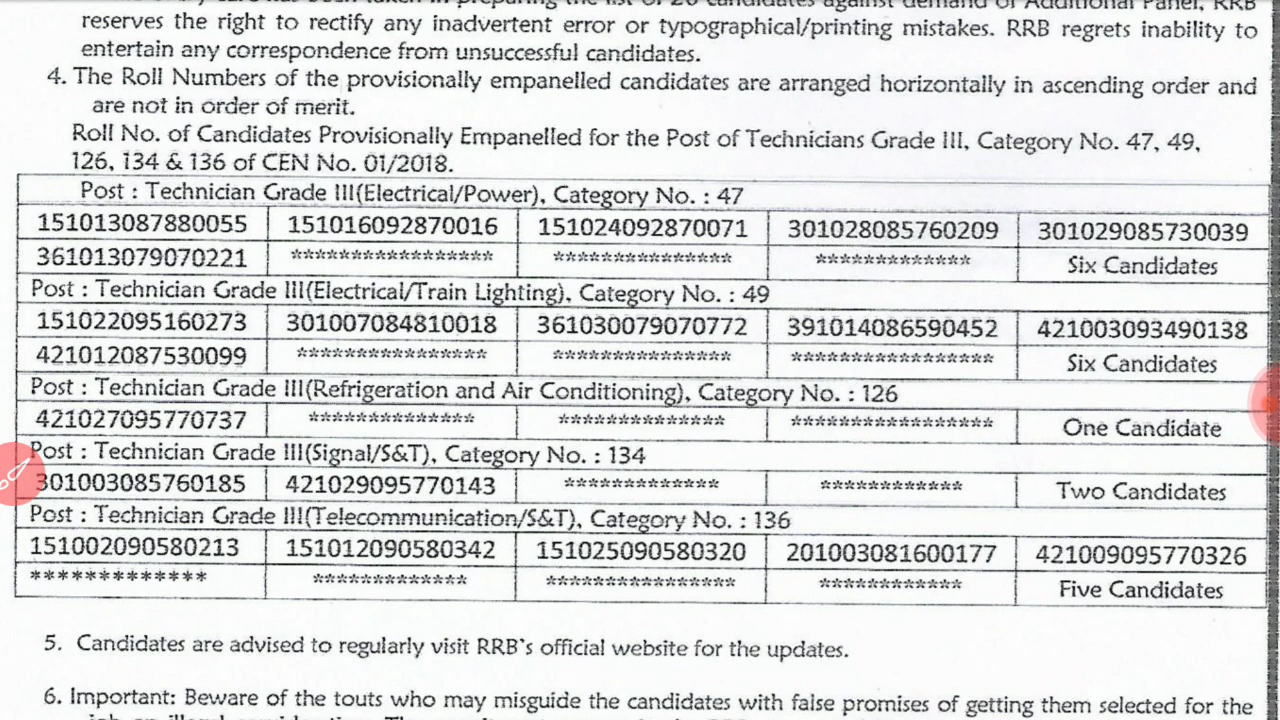 reserves the right to rectify any inadvertent error or typographical/printing mistakes. RRB regrets inability to
entertain any correspondence from unsuccessful candidates.
4. The Roll Numbers of the provisionally empanelled candidates are arranged horizontally in ascending order and
are not in order of merit.
Roll No. of Candidates Provisionally Empanelled for the Post of Technicians Grade III, Category No. 47, 49,
126, 134 & 136 of CEN No. 01/2018.
Post : Technician Grade III(Electrical/Power), Category No. : 47
151013087880055 151016092870016 151024092870071 301028085760209 301029085730039
361013079070221 **************** ************** ************* Six Candidates
Post : Technician Grade III(Electrical/Train Lighting), Category No. : 49
151022095160273 301007084810018 361030079070772 391014086590452 421003093490138
421012087530099 *************** ************** ***************** Six Candidates
Post : Technician Grade III(Refrigeration and Air Conditioning), Category No. : 126
421027095770737 ************** ************** ***************** One Candidate
Post : Technician Grade III(Signal/S&T), Category No. : 134
301003085760185 421029095770143 ************* ************ Two Candidates
Post : Technician Grade III(Telecommunication/S&T), Category No. : 136
151002090580213 151012090580342 151025090580320 201003081600177 421009095770326
************* ************* **************** ************ Five Candidates
5. Candidates are advised to regularly visit RRB's official website for the updates.
6. Important: Beware of the touts who may misguide the candidates with false promises of getting them selected for the